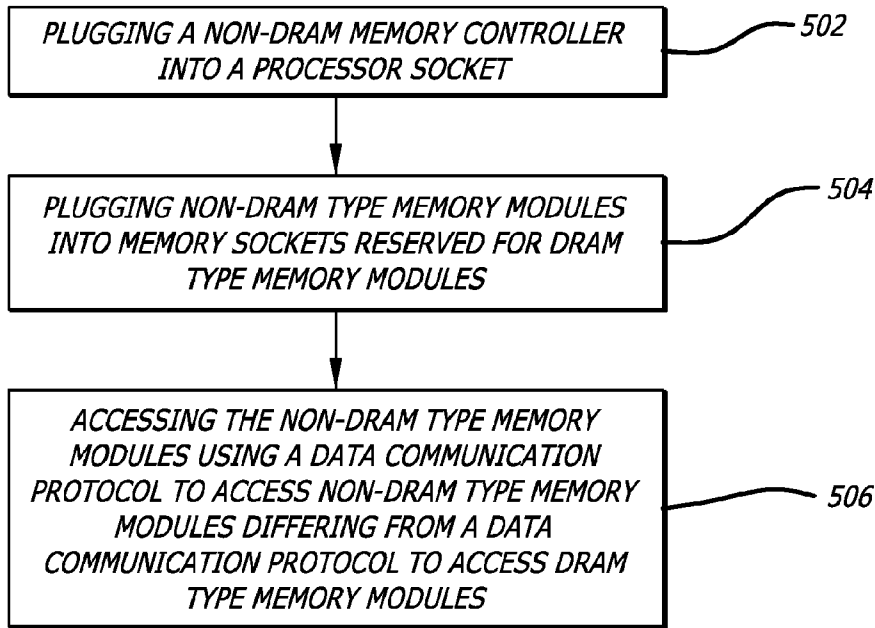 PLUGGING A NON-DRAM MEMORY CONTROLLER
INTO A PROCESSOR SOCKET
502
PLUGGING NON-DRAM TYPE MEMORY MODULES
INTO MEMORY SOCKETS RESERVED FOR DRAM
TYPE MEMORY MODULES
504
ACCESSING THE NON-DRAM TYPE MEMORY
MODULES USING A DATA COMMUNICATION
PROTOCOL TO ACCESS NON-DRAM TYPE MEMORY
MODULES DIFFERING FROM A DATA
COMMUNICATION PROTOCOL TO ACCESS DRAM
TYPE MEMORY MODULES
506